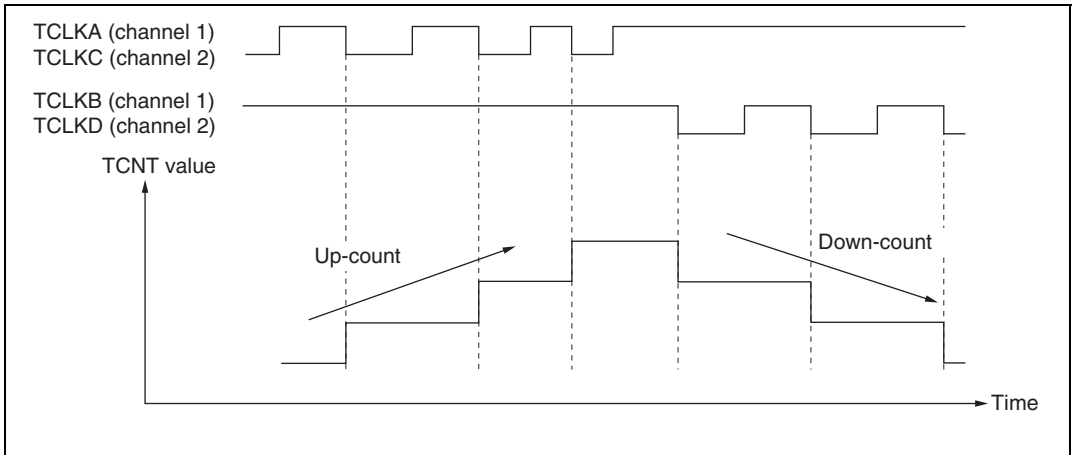 TCLKA (channel 1)
TCLKC (channel 2)
TCLKB (channel 1)
TCLKD (channel 2)
TCNT value
Up-count
Down-count
Time